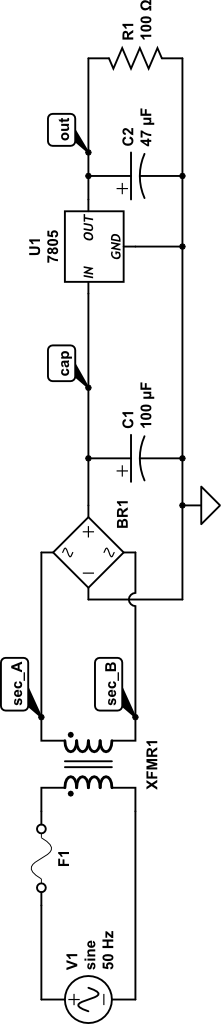 V1
sine
50 Hz
F1
XFMR1
sec_A
sec_B
BR1
C1
100 µF
cap
U1
7805
IN
OUT
GND
out
C2
47 µF
R1
100 Ω